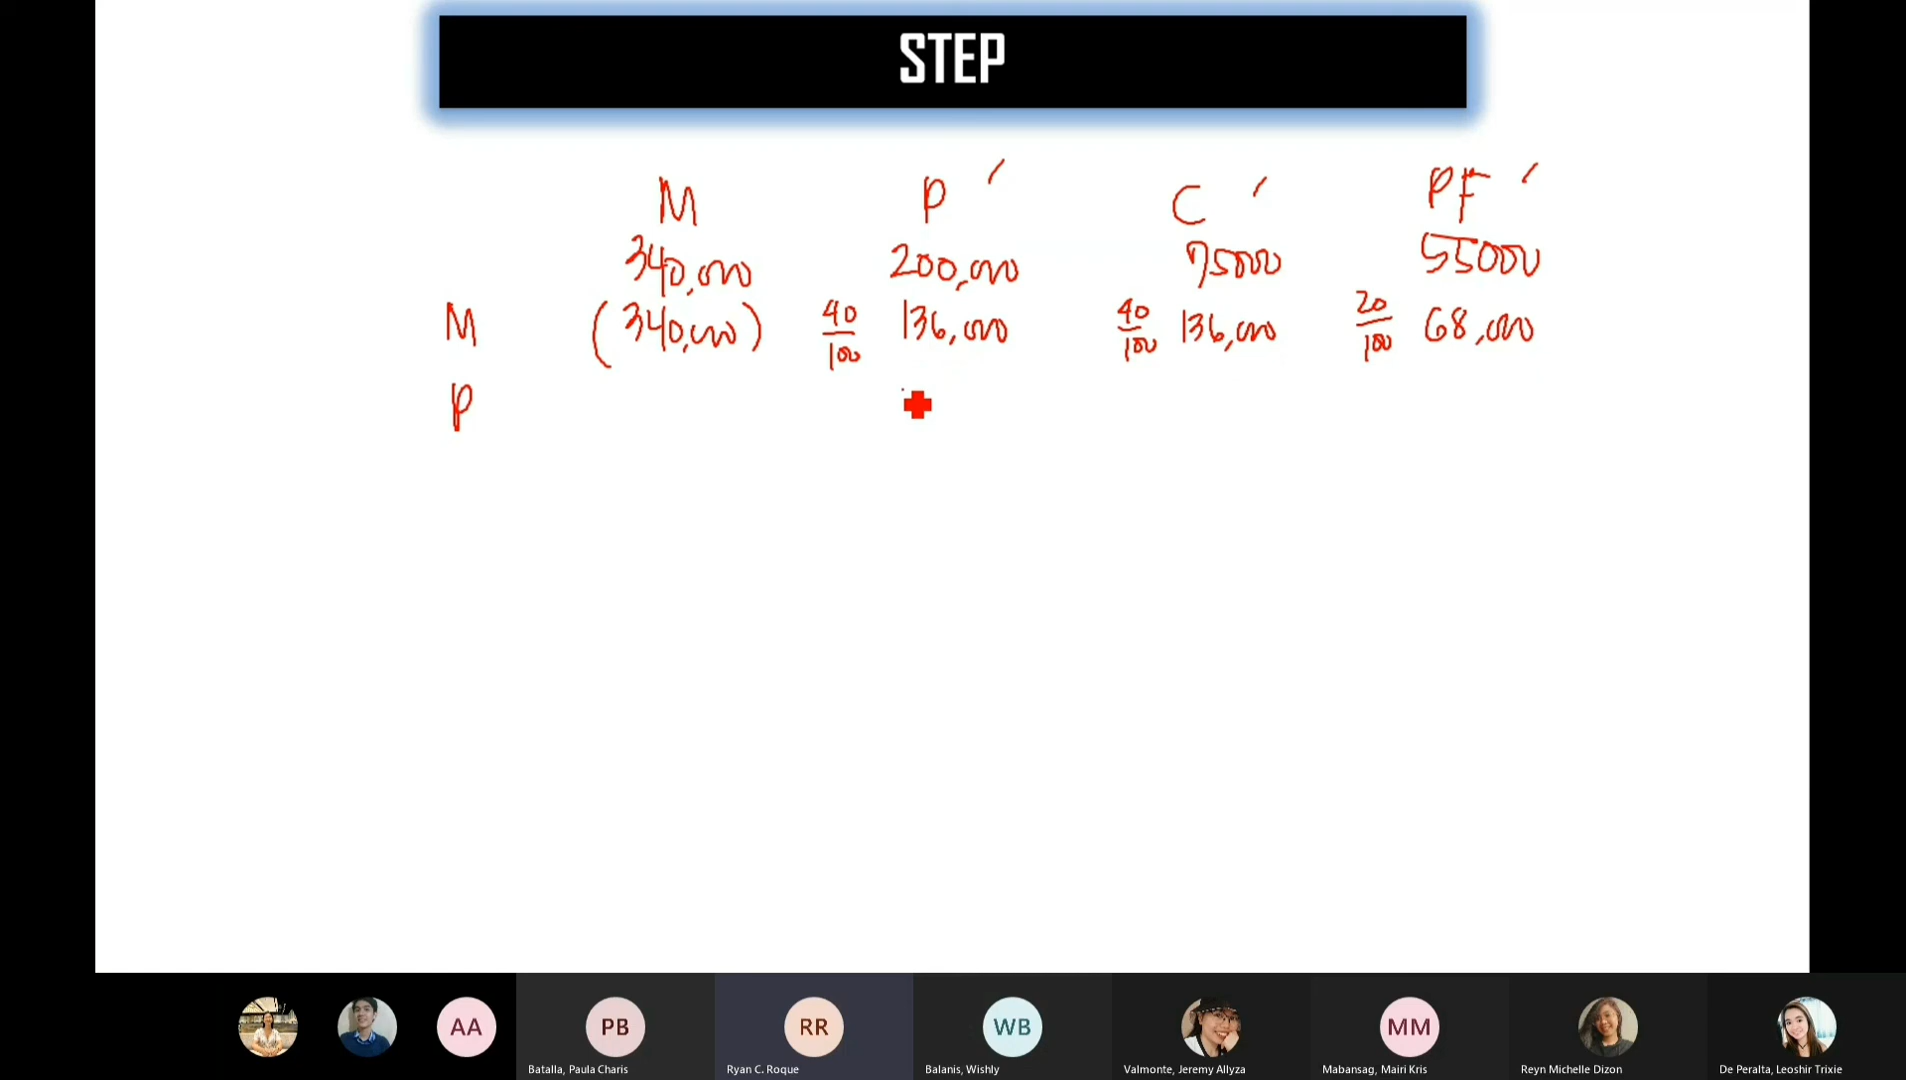 STEP
M P ′ C ′ PF ′
340,000 200,000 75000 55000
M (340,000) 40/100 136,000 40/100 136,000 20/100 68,000
P
AA PB RR WB MM
Batalla, Paula Charis Ryan C. Roque Balanis, Wishly Valmonte, Jeremy Allyza Mabansag, Mairi Kris Reyn Michelle Dizon De Peralta, Leoshir Trixie